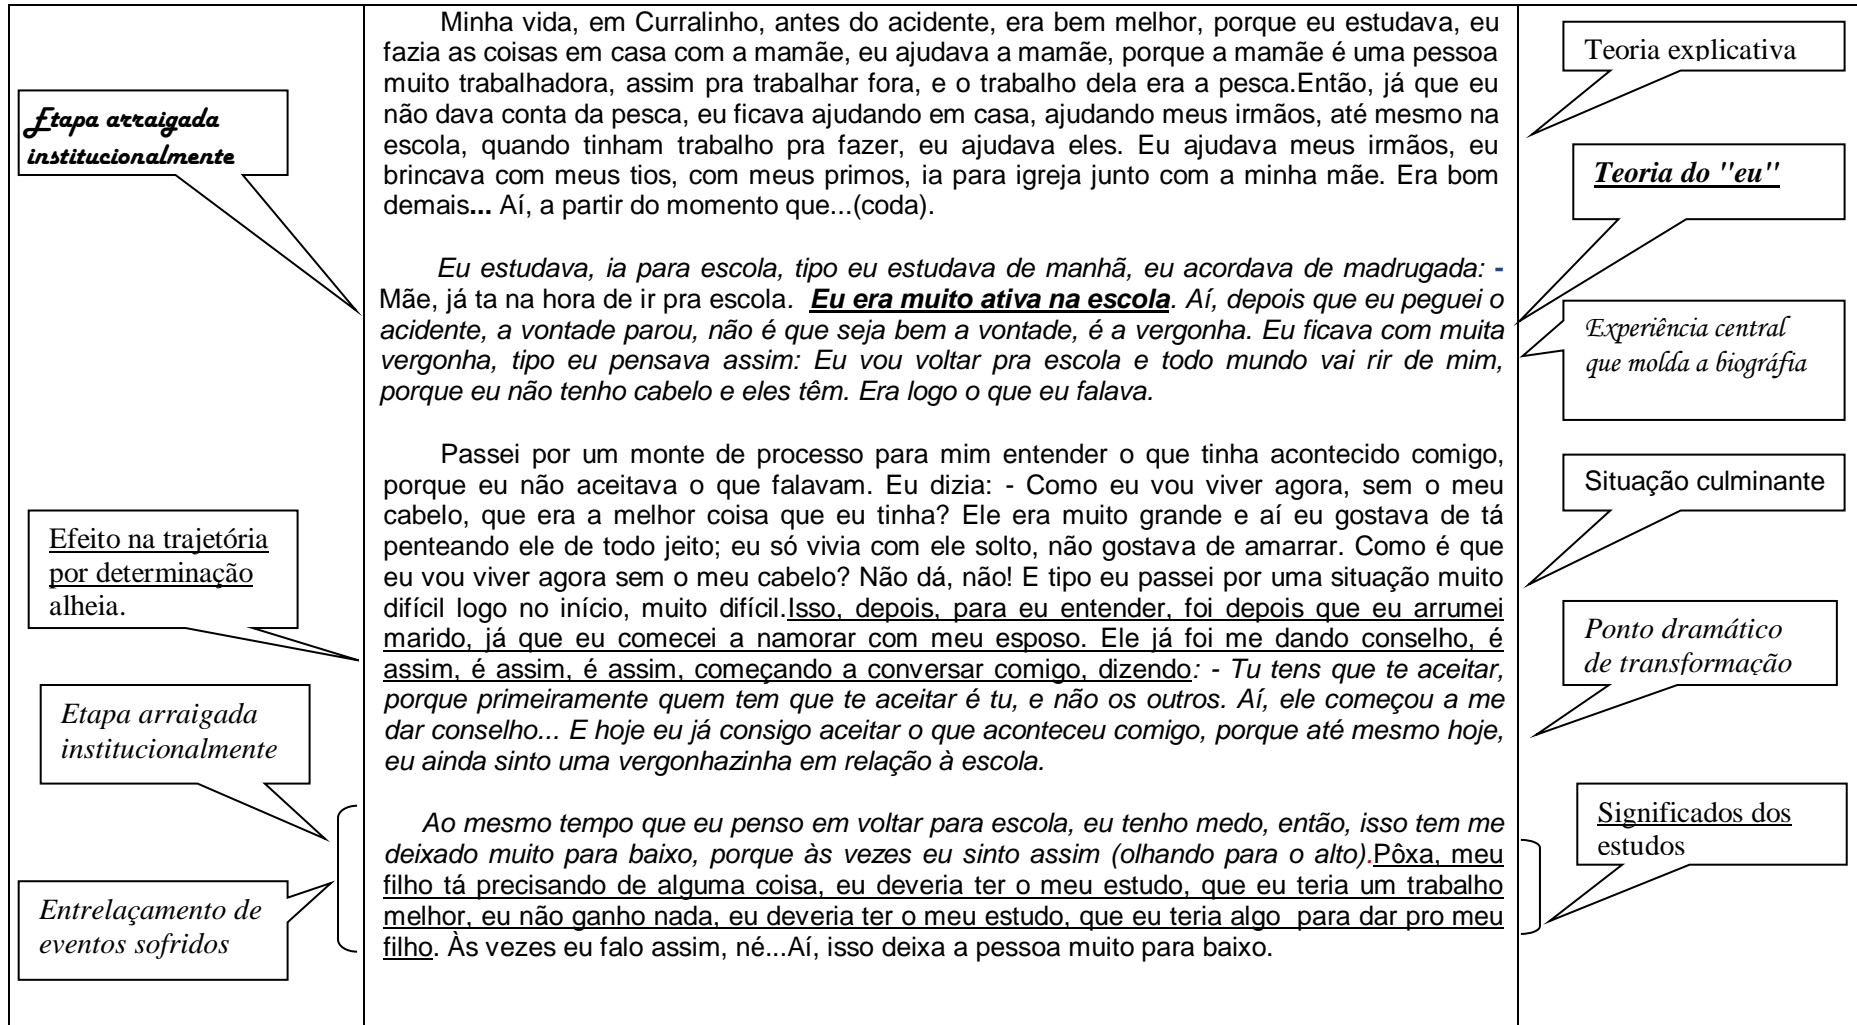 Etapa arraigada
institucionalmente
Efeito na trajetória
por determinação
alheia.
Etapa arraigada
institucionalmente
Entrelaçamento de
eventos sofridos
Minha vida, em Curralinho, antes do acidente, era bem melhor, porque eu estudava, eu
fazia as coisas em casa com a mamãe, eu ajudava a mamãe, porque a mamãe é uma pessoa
muito trabalhadora, assim pra trabalhar fora, e o trabalho dela era a pesca.Então, já que eu
não dava conta da pesca, eu ficava ajudando em casa, ajudando meus irmãos, até mesmo na
escola, quando tinham trabalho pra fazer, eu ajudava eles. Eu ajudava meus irmãos, eu
brincava com meus tios, com meus primos, ia para igreja junto com a minha mãe. Era bom
demais... Aí, a partir do momento que...(coda).
Eu estudava, ia para escola, tipo eu estudava de manhã, eu acordava de madrugada: -
Mãe, já ta na hora de ir pra escola. Eu era muito ativa na escola. Aí, depois que eu peguei o
acidente, a vontade parou, não é que seja bem a vontade, é a vergonha. Eu ficava com muita
vergonha, tipo eu pensava assim: Eu vou voltar pra escola e todo mundo vai rir de mim,
porque eu não tenho cabelo e eles têm. Era logo o que eu falava.
Passei por um monte de processo para mim entender o que tinha acontecido comigo,
porque eu não aceitava o que falavam. Eu dizia: - Como eu vou viver agora, sem o meu
cabelo, que era a melhor coisa que eu tinha? Ele era muito grande e aí eu gostava de tá
penteando ele de todo jeito; eu só vivia com ele solto, não gostava de amarrar. Como é que
eu vou viver agora sem o meu cabelo? Não dá, não! E tipo eu passei por uma situação muito
difícil logo no início, muito difícil.Isso, depois, para eu entender, foi depois que eu arrumei
marido, já que eu comecei a namorar com meu esposo. Ele já foi me dando conselho, é
assim, é assim, é assim, começando a conversar comigo, dizendo: - Tu tens que te aceitar,
porque primeiramente quem tem que te aceitar é tu, e não os outros. Aí, ele começou a me
dar conselho... E hoje eu já consigo aceitar o que aconteceu comigo, porque até mesmo hoje,
eu ainda sinto uma vergonhazinha em relação à escola.
Ao mesmo tempo que eu penso em voltar para escola, eu tenho medo, então, isso tem me
deixado muito para baixo, porque às vezes eu sinto assim (olhando para o alto).Pôxa, meu
filho tá precisando de alguma coisa, eu deveria ter o meu estudo, que eu teria um trabalho
melhor, eu não ganho nada, eu deveria ter o meu estudo, que eu teria algo para dar pro meu
filho. Às vezes eu falo assim, né...Aí, isso deixa a pessoa muito para baixo.
Teoria explicativa
Teoria do "eu"
Experiência central
que molda a biográfia
Situação culminante
Ponto dramático
de transformação
Significados dos
estudos